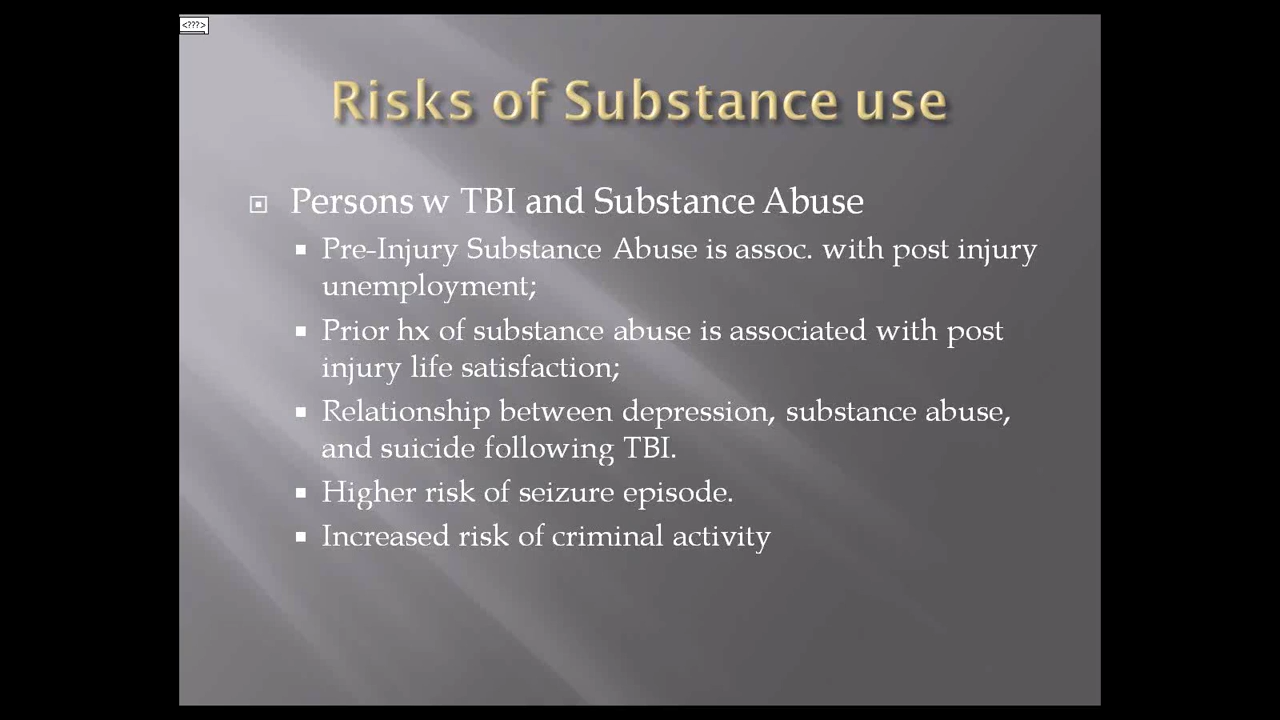 <???>
Risks of Substance use
Persons w TBI and Substance Abuse
Pre-Injury Substance Abuse is assoc. with post injury
unemployment;
Prior hx of substance abuse is associated with post
injury life satisfaction;
Relationship between depression, substance abuse,
and suicide following TBI.
Higher risk of seizure episode.
Increased risk of criminal activity